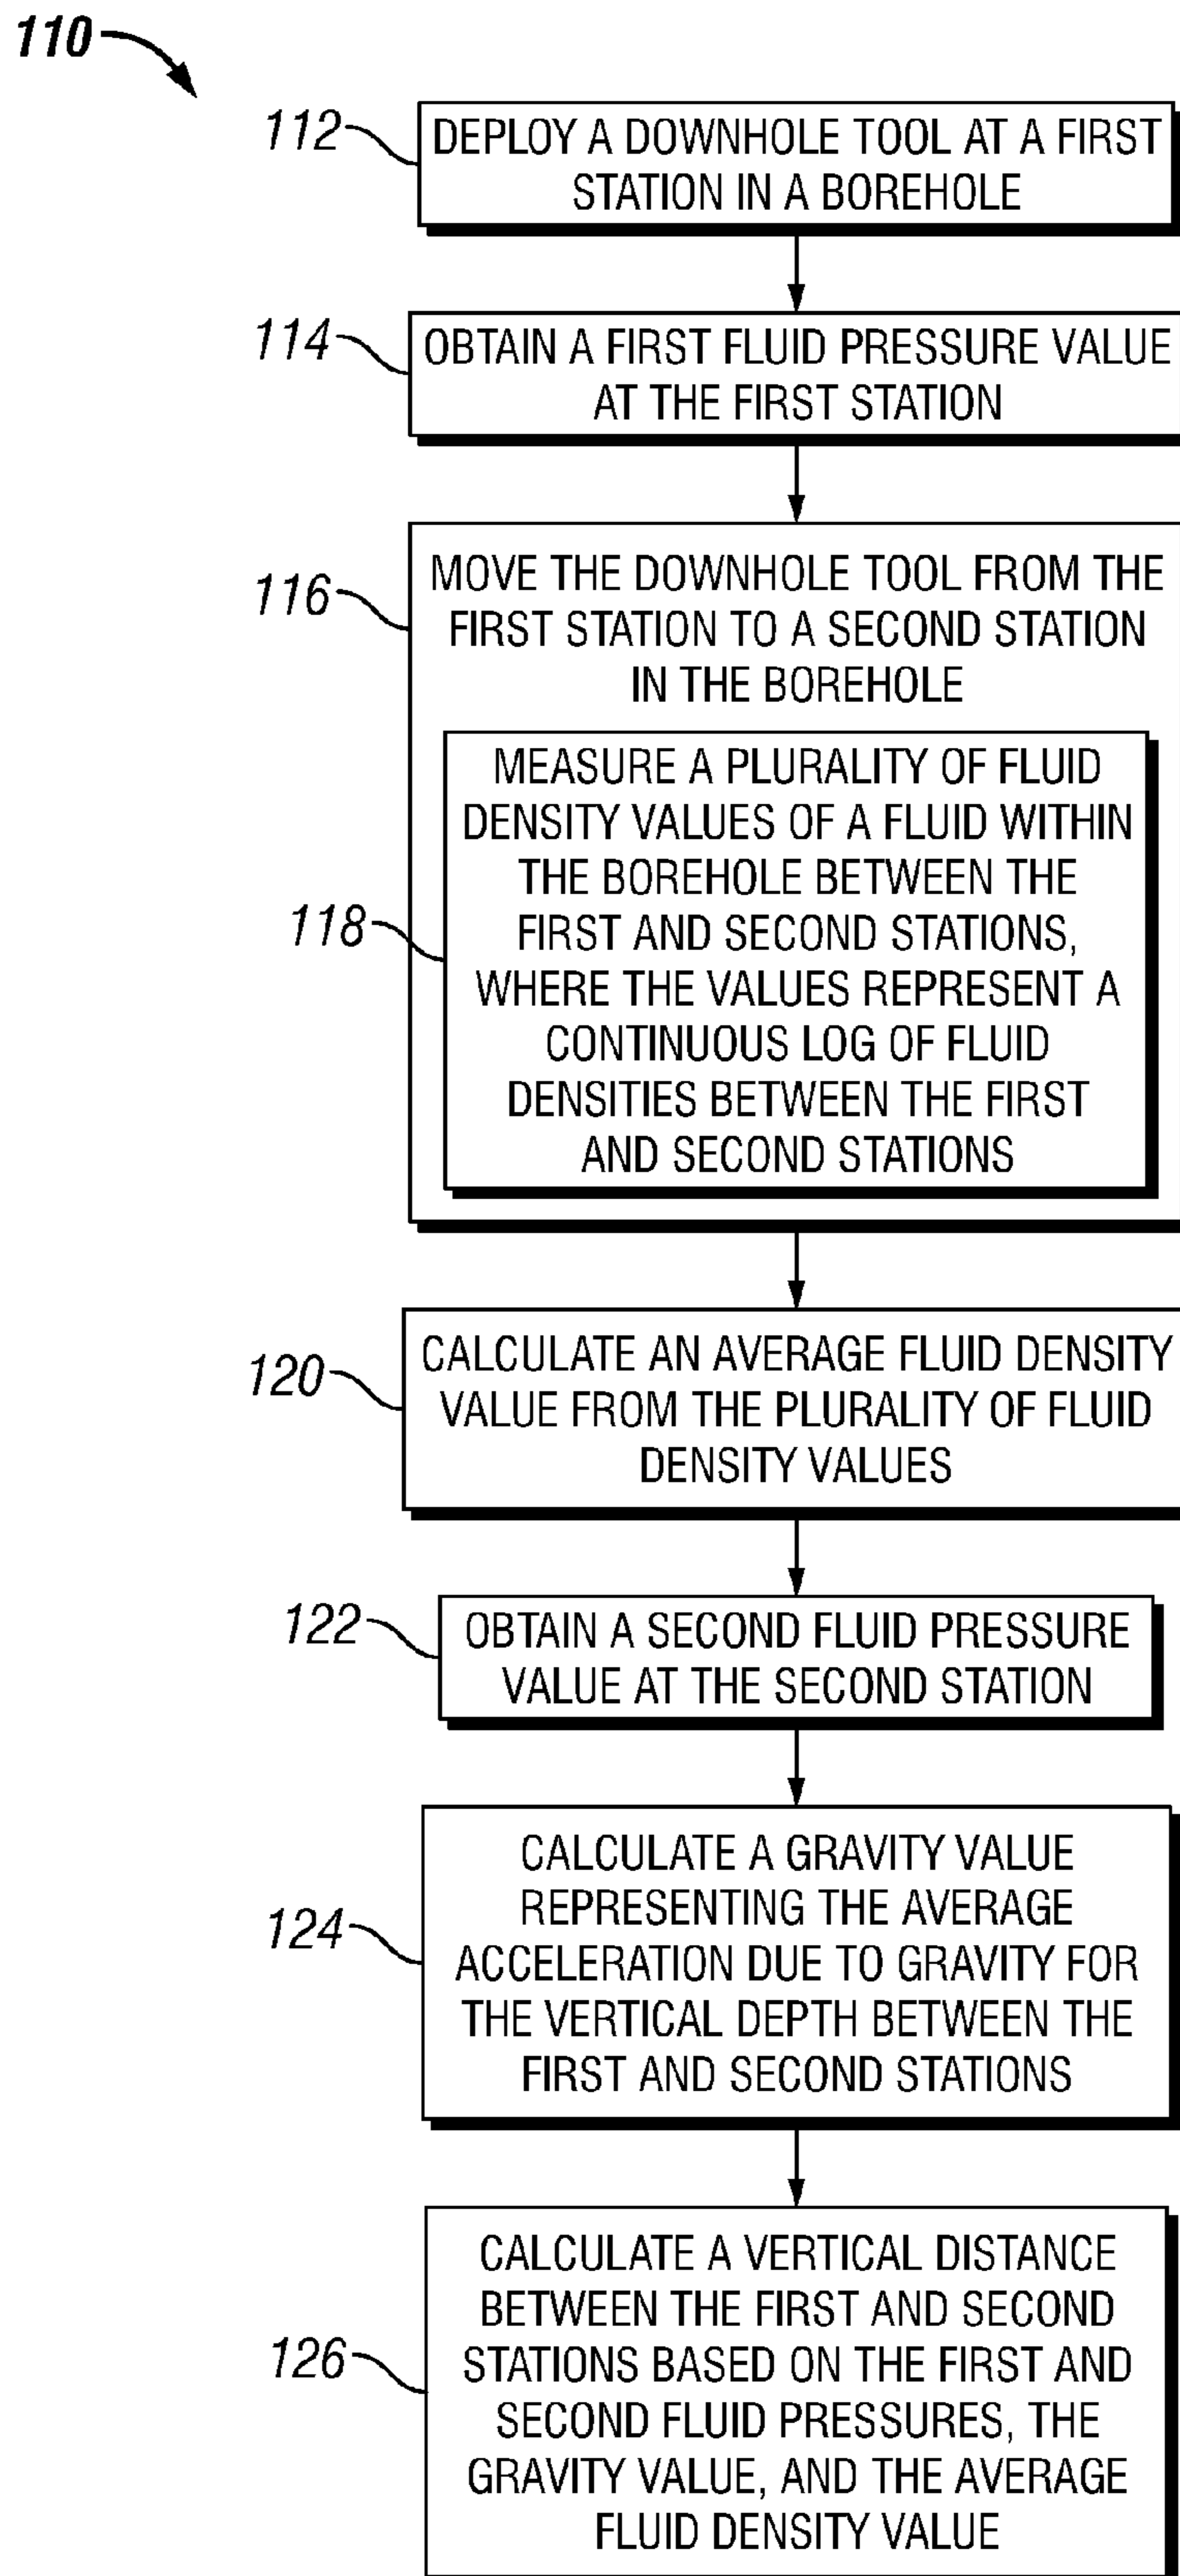 110
112
DEPLOY A DOWNHOLE TOOL AT A FIRST
STATION IN A BOREHOLE
114
OBTAIN A FIRST FLUID PRESSURE VALUE
AT THE FIRST STATION
116
MOVE THE DOWNHOLE TOOL FROM THE
FIRST STATION TO A SECOND STATION
IN THE BOREHOLE
118
MEASURE A PLURALITY OF FLUID
DENSITY VALUES OF A FLUID WITHIN
THE BOREHOLE BETWEEN THE
FIRST AND SECOND STATIONS,
WHERE THE VALUES REPRESENT A
CONTINUOUS LOG OF FLUID
DENSITIES BETWEEN THE FIRST
AND SECOND STATIONS
120
CALCULATE AN AVERAGE FLUID DENSITY
VALUE FROM THE PLURALITY OF FLUID
DENSITY VALUES
122
OBTAIN A SECOND FLUID PRESSURE
VALUE AT THE SECOND STATION
124
CALCULATE A GRAVITY VALUE
REPRESENTING THE AVERAGE
ACCELERATION DUE TO GRAVITY FOR
THE VERTICAL DEPTH BETWEEN THE
FIRST AND SECOND STATIONS
126
CALCULATE A VERTICAL DISTANCE
BETWEEN THE FIRST AND SECOND
STATIONS BASED ON THE FIRST AND
SECOND FLUID PRESSURES, THE
GRAVITY VALUE, AND THE AVERAGE
FLUID DENSITY VALUE